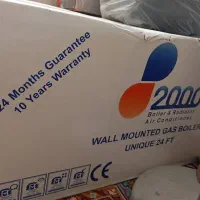 24 Months Guarantee
10 Years Warranty
2000
Boiler & Radiator
Air Conditioner
WALL MOUNTED GAS BOILER
UNIQUE 24 FT
CE